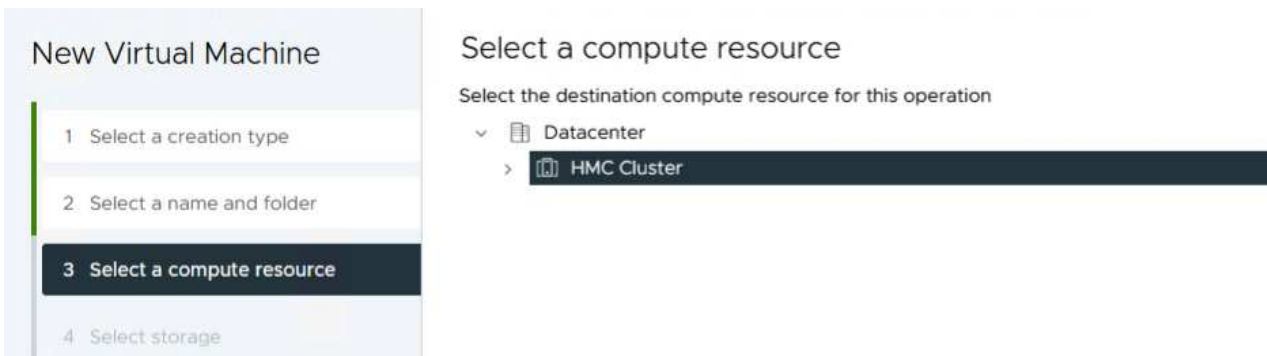 New Virtual Machine
1 Select a creation type
2 Select a name and folder
3 Select a compute resource
4 Select storage
Select a compute resource
Select the destination compute resource for this operation
Datacenter
HMC Cluster